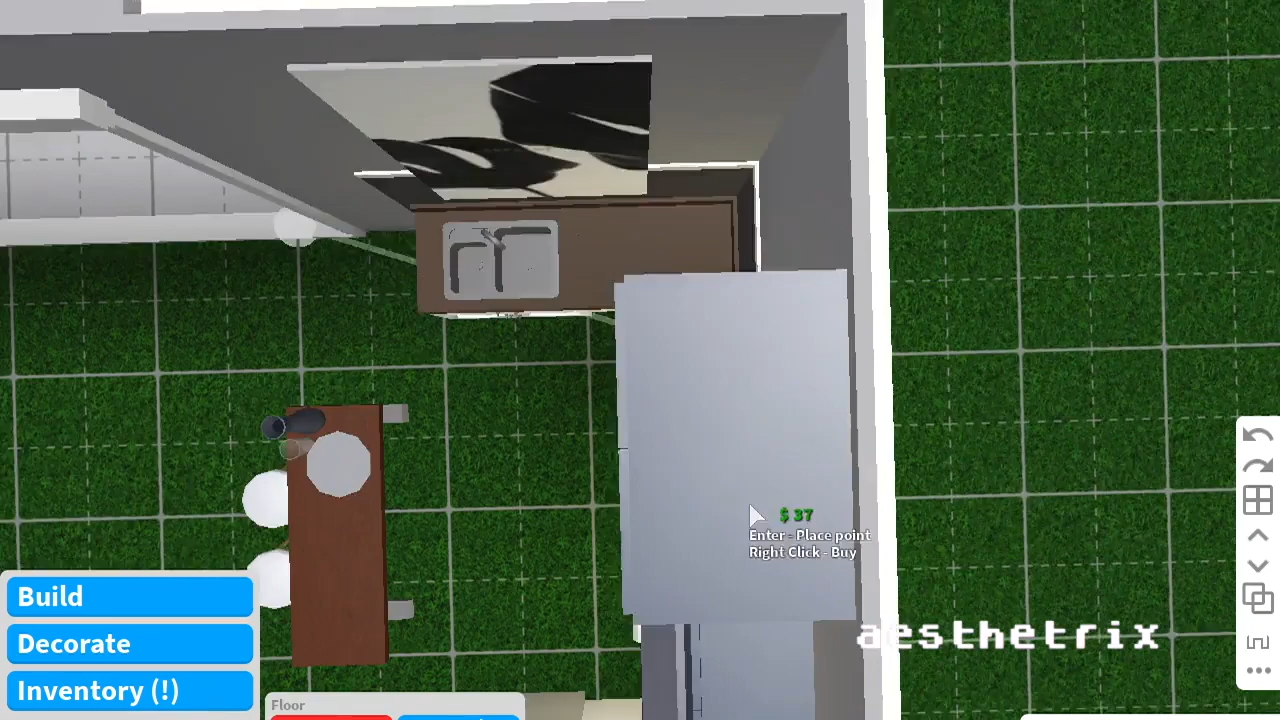 $ 37
Enter - Place point
Right Click - Buy
Build
aesthetrix
Decorate
Inventory (!)
Floor